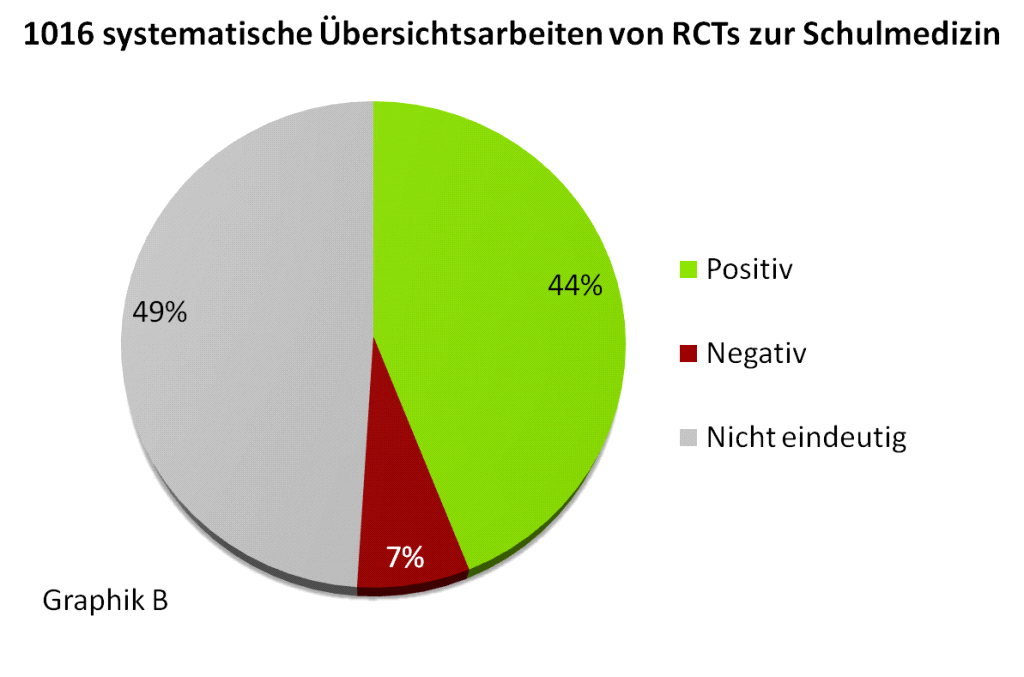 1016 systematische Übersichtsarbeiten von RCTs zur Schulmedizin
44%
49%
7%
Positiv
Negativ
Nicht eindeutig
Graphik B